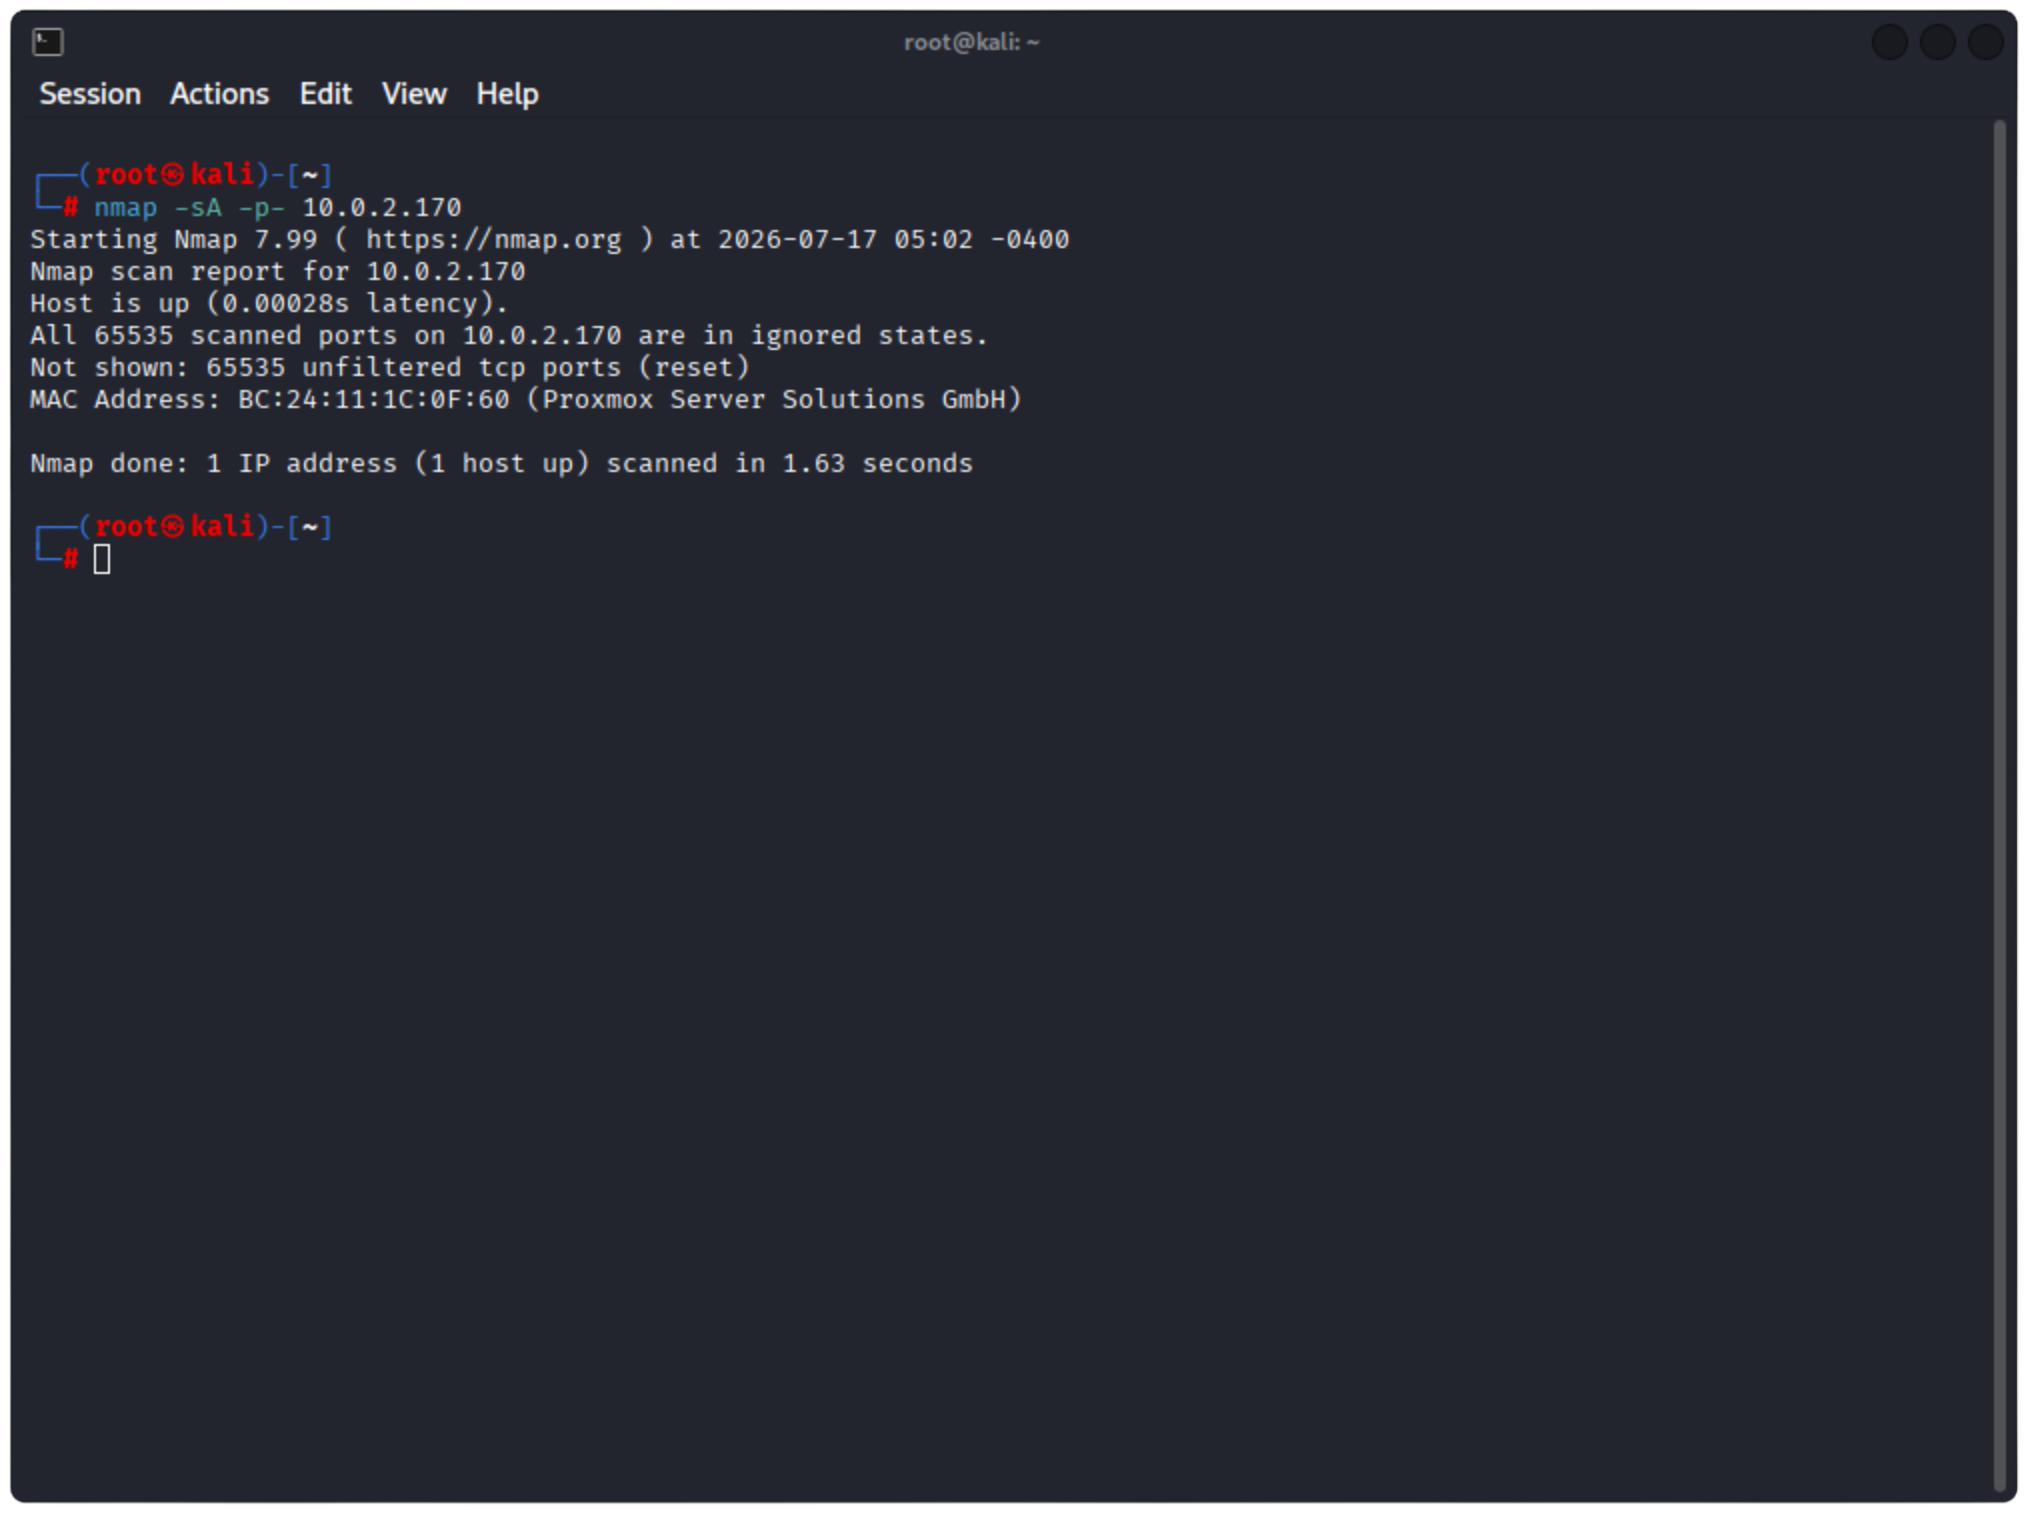 root@kali: ~
Session Actions Edit View Help
┌──(root㉿kali)-[~]
└─# nmap -sA -p- 10.0.2.170
Starting Nmap 7.99 ( https://nmap.org ) at 2026-07-17 05:02 -0400
Nmap scan report for 10.0.2.170
Host is up (0.00028s latency).
All 65535 scanned ports on 10.0.2.170 are in ignored states.
Not shown: 65535 unfiltered tcp ports (reset)
MAC Address: BC:24:11:1C:0F:60 (Proxmox Server Solutions GmbH)
Nmap done: 1 IP address (1 host up) scanned in 1.63 seconds
┌──(root㉿kali)-[~]
└─#